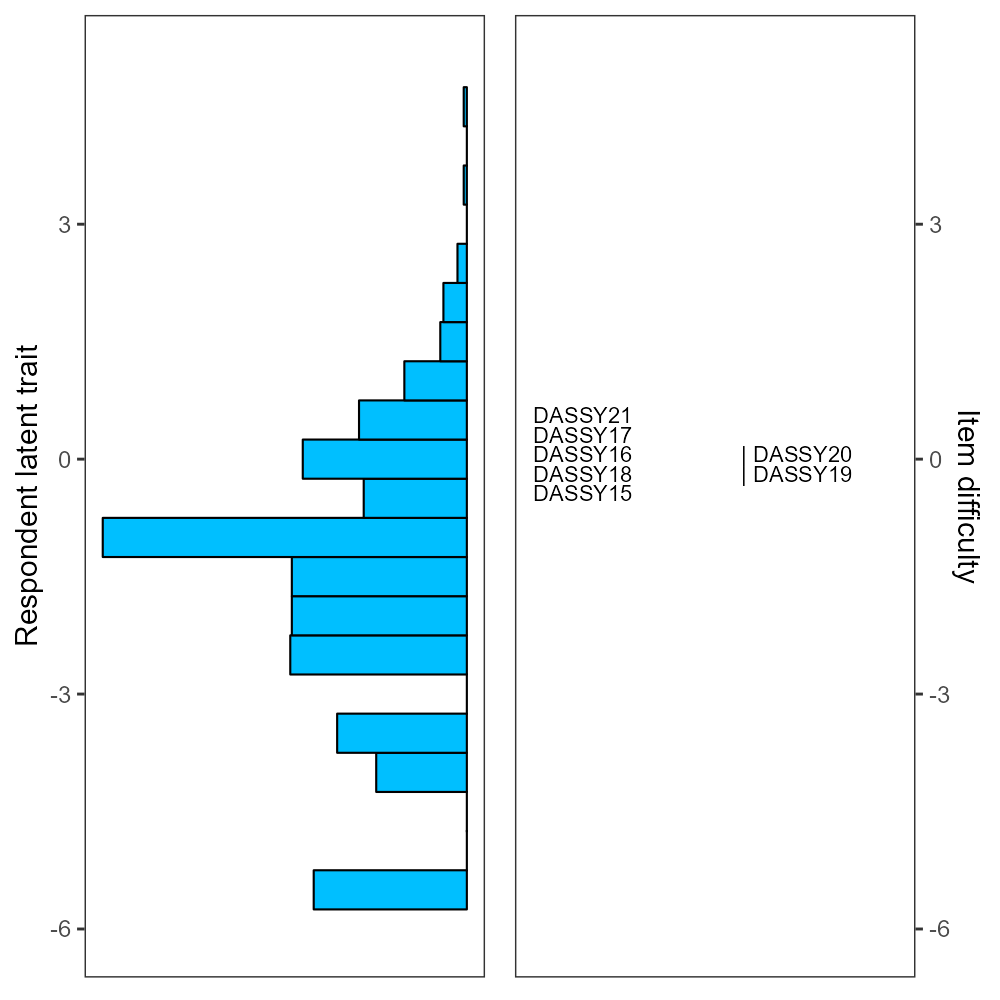 Respondent latent trait
3
0
-3
-6
DASSY21
DASSY17
DASSY16
DASSY18
DASSY15
DASSY20
DASSY19
3
0
-3
-6
Item difficulty